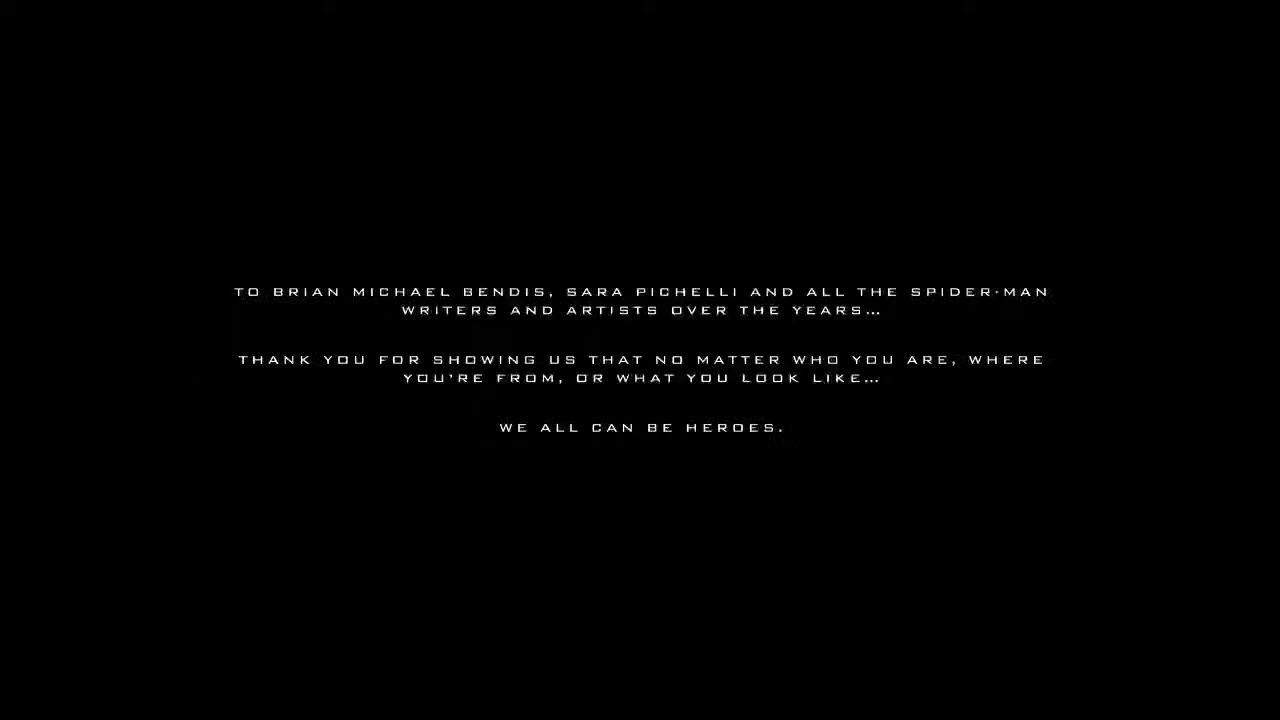 TO BRIAN MICHAEL BENDIS, SARA PICHELLI AND ALL THE SPIDER-MAN
WRITERS AND ARTISTS OVER THE YEARS...
THANK YOU FOR SHOWING US THAT NO MATTER WHO YOU ARE, WHERE
YOU'RE FROM, OR WHAT YOU LOOK LIKE...
WE ALL CAN BE HEROES.